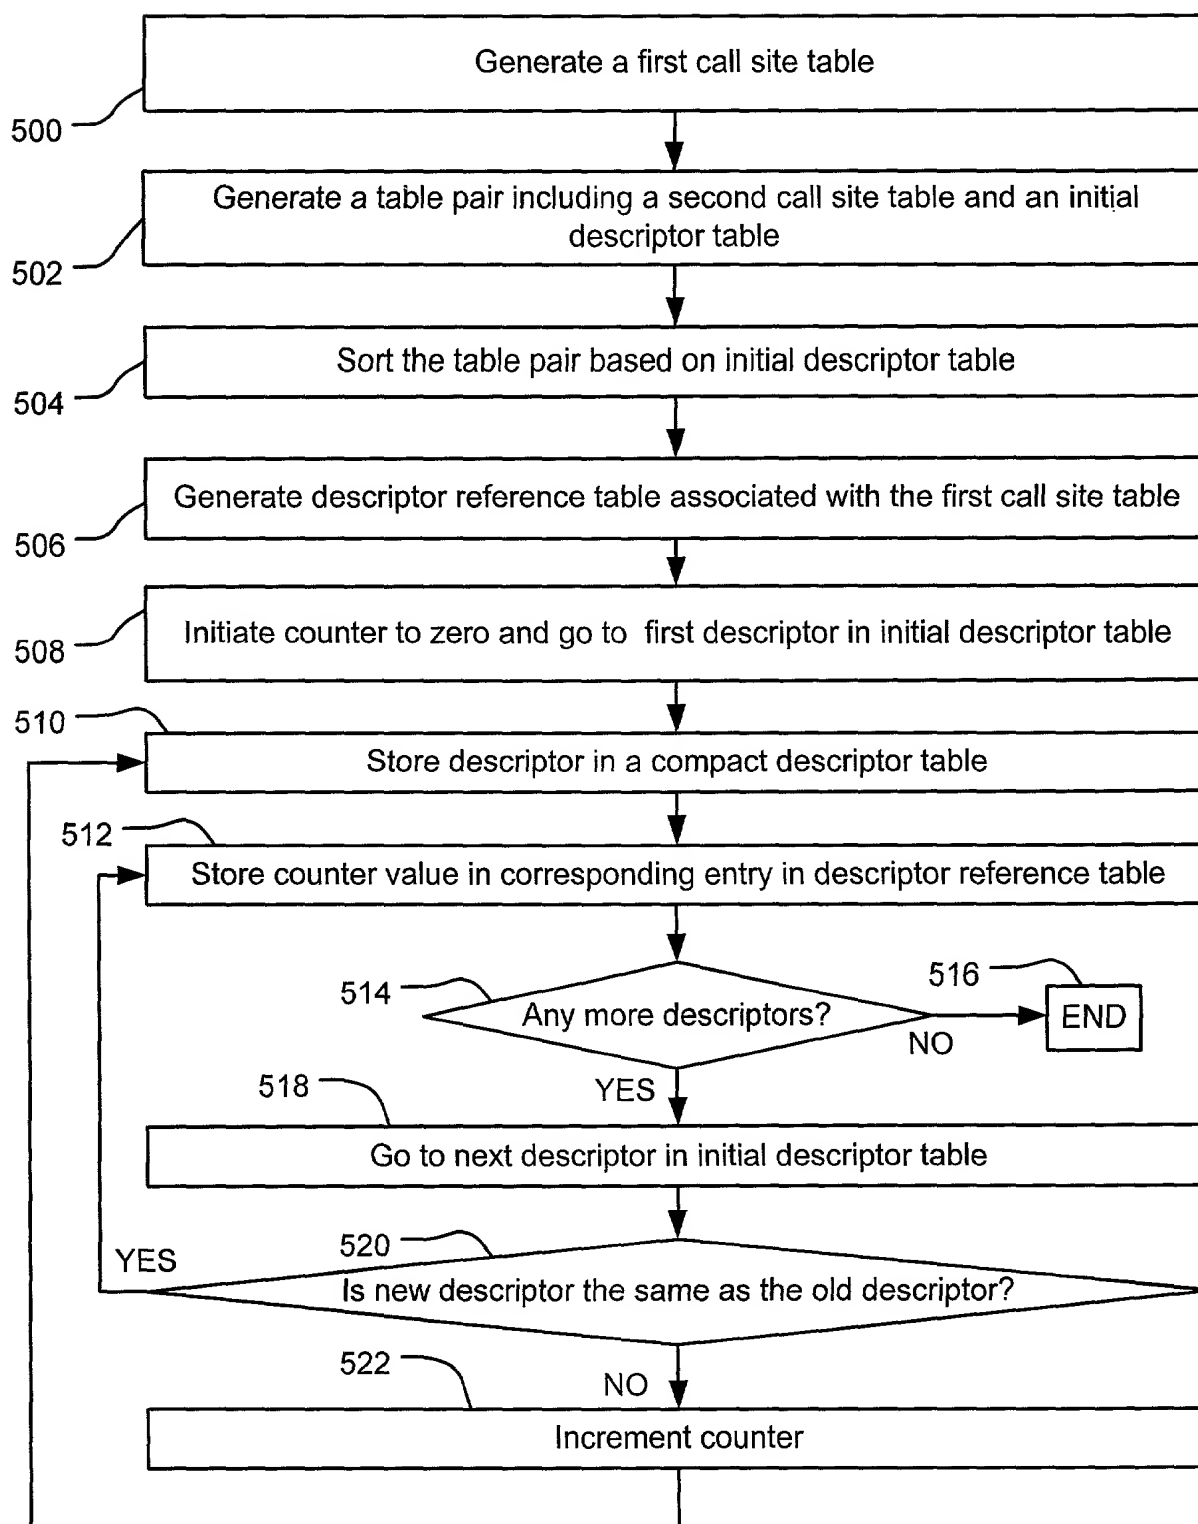 Generate a first call site table
500
Generate a table pair including a second call site table and an initial
descriptor table
502
Sort the table pair based on initial descriptor table
504
Generate descriptor reference table associated with the first call site table
506
Initiate counter to zero and go to first descriptor in initial descriptor table
508
510
Store descriptor in a compact descriptor table
512
Store counter value in corresponding entry in descriptor reference table
514
Any more descriptors?
516
END
NO
YES
518
Go to next descriptor in initial descriptor table
520
YES
Is new descriptor the same as the old descriptor?
522
NO
Increment counter